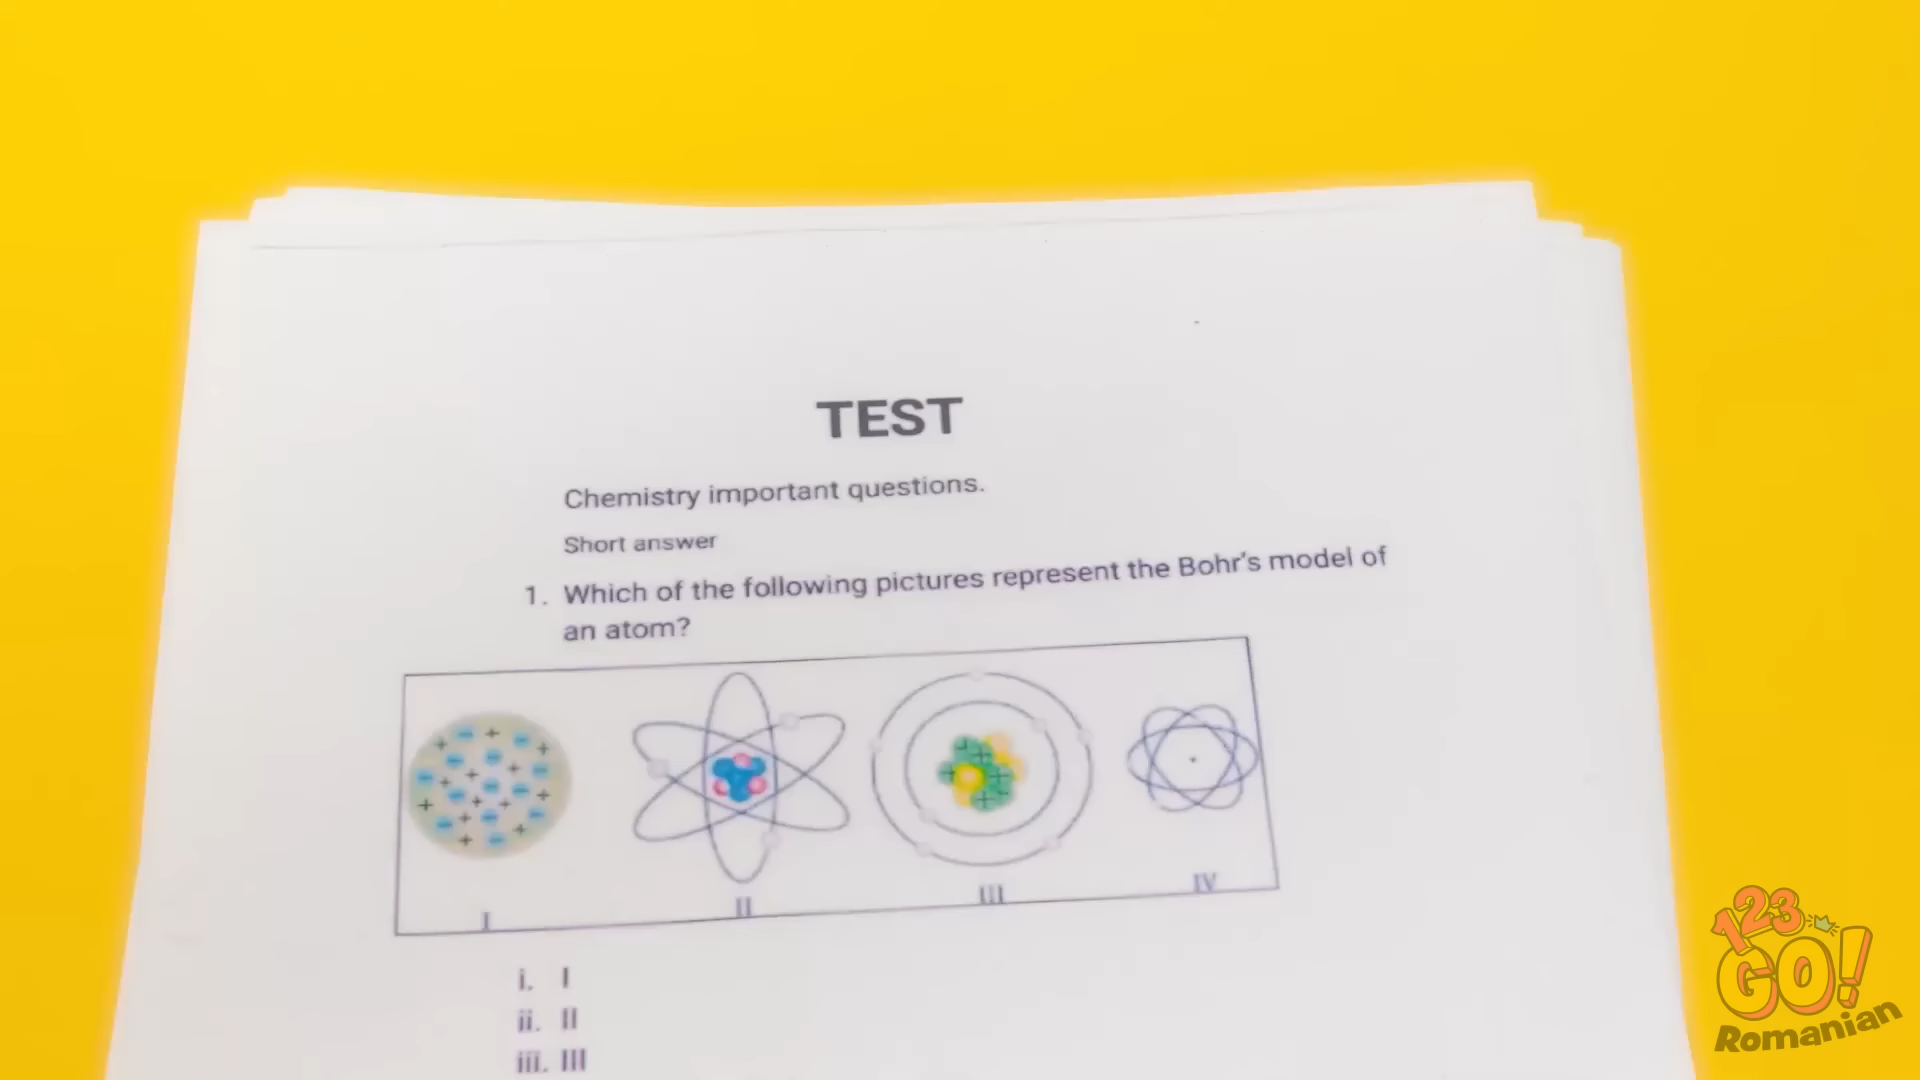 TEST
Chemistry important questions.
Short answer
1. Which of the following pictures represent the Bohr's model of
an atom?
I II III IV
i. I
ii. II
iii. III
123
GO!
Romanian